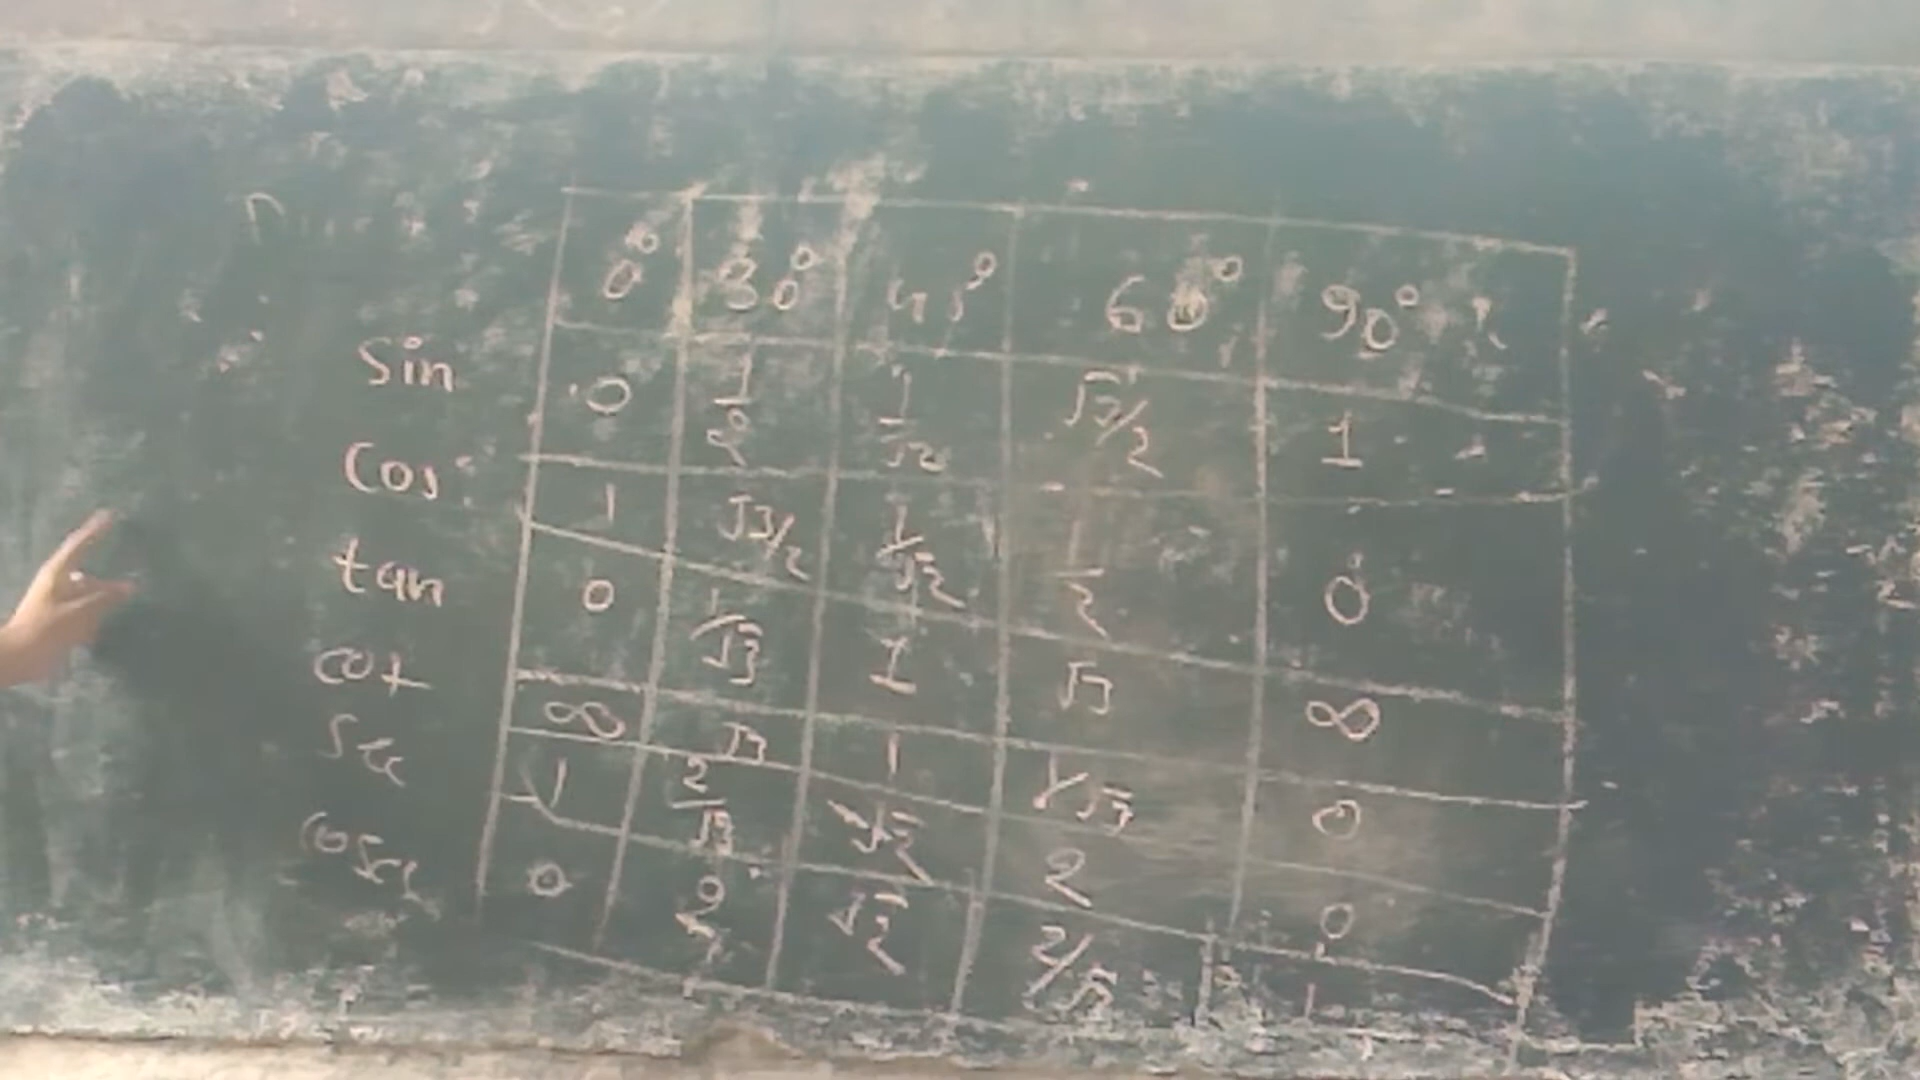 0° 30° 45° 60° 90°
Sin 0 1/2 1/√2 √3/2 1
Cos 1 √3/2 1/√2 1/2 0
tan 0 1/√3 1 √3 ∞
cot ∞ √3 1 1/√3 0
Sec 1 2/√3 √2 2 0
cosec 0 2 √2 2/√3 1